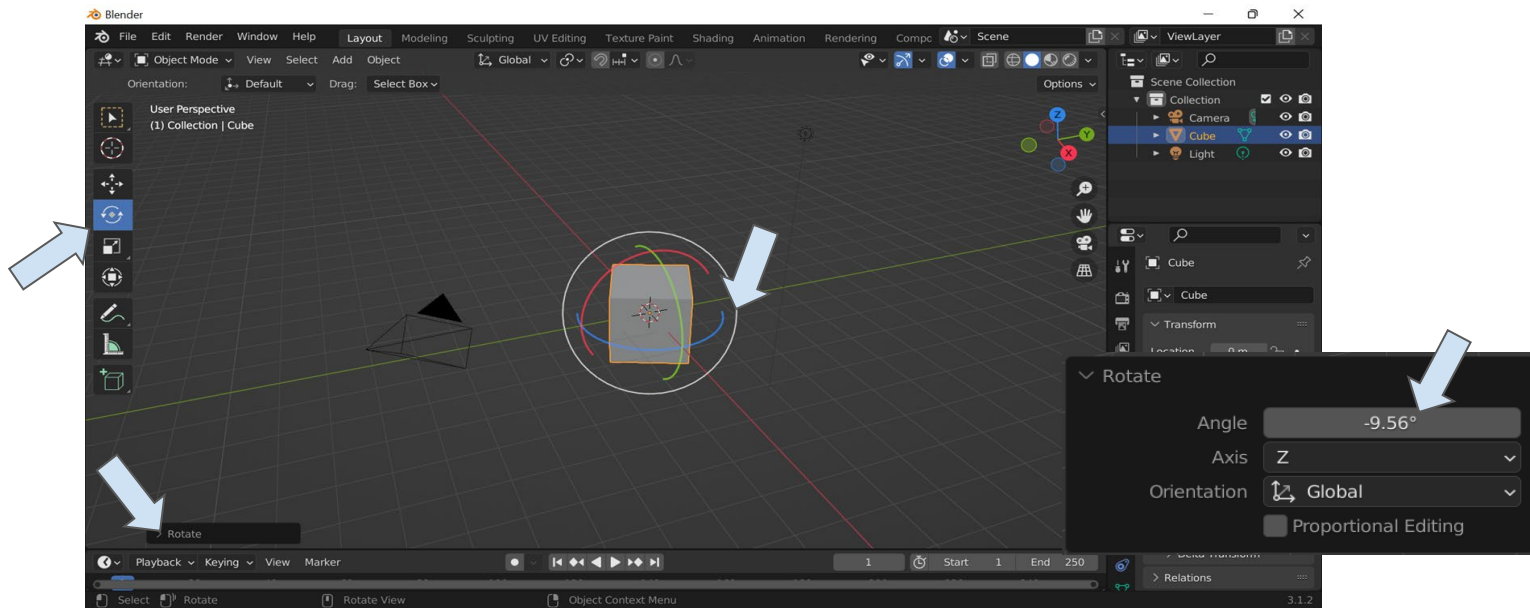 Blender
File Edit Render Window Help Layout Modeling Sculpting UV Editing Texture Paint Shading Animation Rendering Compc Scene ViewLayer
Object Mode View Select Add Object Global
Orientation: Default Drag: Select Box Options
User Perspective
(1) Collection | Cube
Z
Y
X
Scene Collection
Collection
Camera
Cube
Light
Cube
Cube
Transform
Location 0 m
Rotate
Angle -9.56°
Axis Z
Orientation Global
Proportional Editing
Rotate
Playback Keying View Marker 1 Start 1 End 250
Relations
Select Rotate Rotate View Object Context Menu 3.1.2